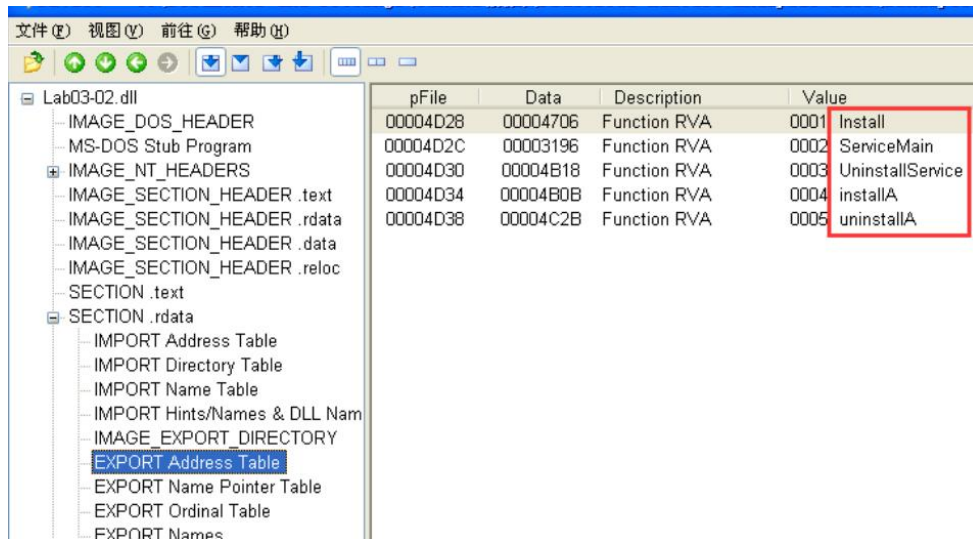 文件(F) 视图(V) 前往(G) 帮助(H)
Lab03-02.dll
IMAGE_DOS_HEADER
MS-DOS Stub Program
IMAGE_NT_HEADERS
IMAGE_SECTION_HEADER .text
IMAGE_SECTION_HEADER .rdata
IMAGE_SECTION_HEADER .data
IMAGE_SECTION_HEADER .reloc
SECTION .text
SECTION .rdata
IMPORT Address Table
IMPORT Directory Table
IMPORT Name Table
IMPORT Hints/Names & DLL Nam
IMAGE_EXPORT_DIRECTORY
EXPORT Address Table
EXPORT Name Pointer Table
EXPORT Ordinal Table
EXPORT Names
pFile Data Description Value
00004D28 00004706 Function RVA 0001 Install
00004D2C 00003196 Function RVA 0002 ServiceMain
00004D30 00004B18 Function RVA 0003 UninstallService
00004D34 00004B0B Function RVA 0004 installA
00004D38 00004C2B Function RVA 0005 uninstallA